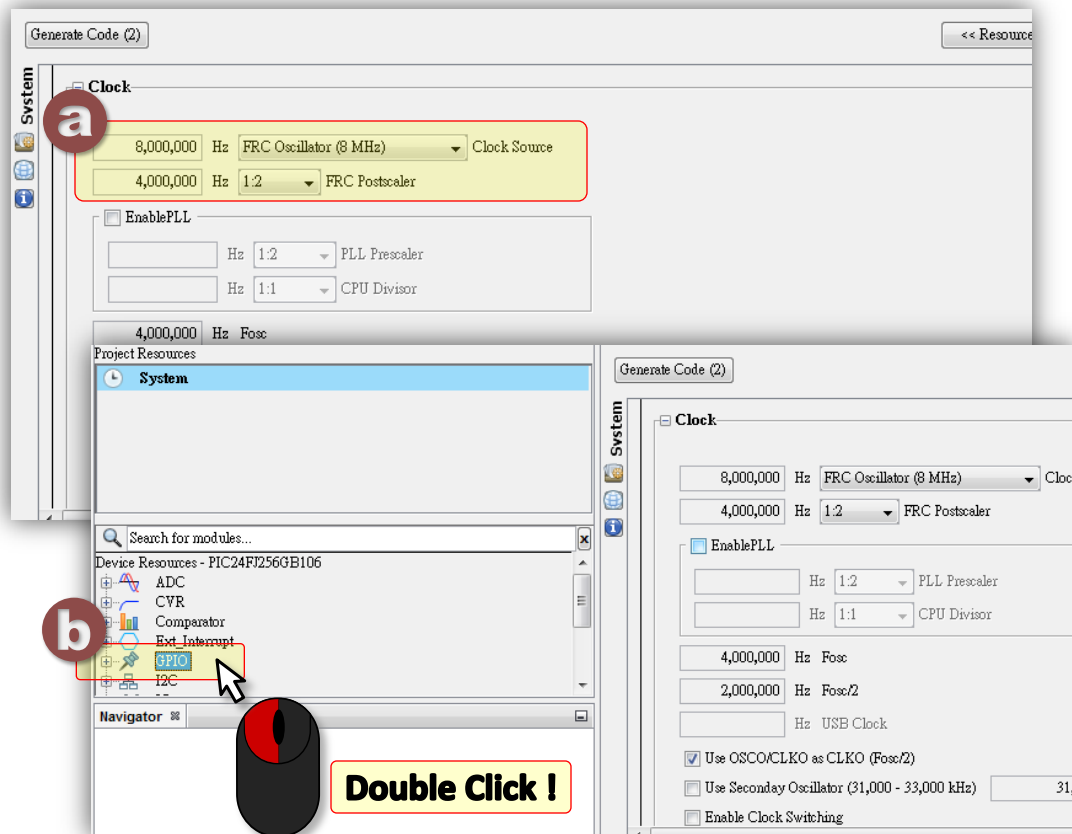 Generate Code (2)
<< Resource
System
Clock
a
8,000,000 Hz FRC Oscillator (8 MHz) Clock Source
4,000,000 Hz 1:2 FRC Postscaler
EnablePLL
Hz 1:2 PLL Prescaler
Hz 1:1 CPU Divisor
4,000,000 Hz Fosc
Project Resources
System
Search for modules...
Device Resources - PIC24FJ256GB106
ADC
CVR
Comparator
Ext_Interrupt
b
GPIO
I2C
Navigator
Double Click !
Generate Code (2)
System
Clock
8,000,000 Hz FRC Oscillator (8 MHz) Cloc
4,000,000 Hz 1:2 FRC Postscaler
EnablePLL
Hz 1:2 PLL Prescaler
Hz 1:1 CPU Divisor
4,000,000 Hz Fosc
2,000,000 Hz Fosc/2
Hz USB Clock
Use OSCO/CLKO as CLKO (Fosc/2)
Use Seconday Oscillator (31,000 - 33,000 kHz) 31,
Enable Clock Switching